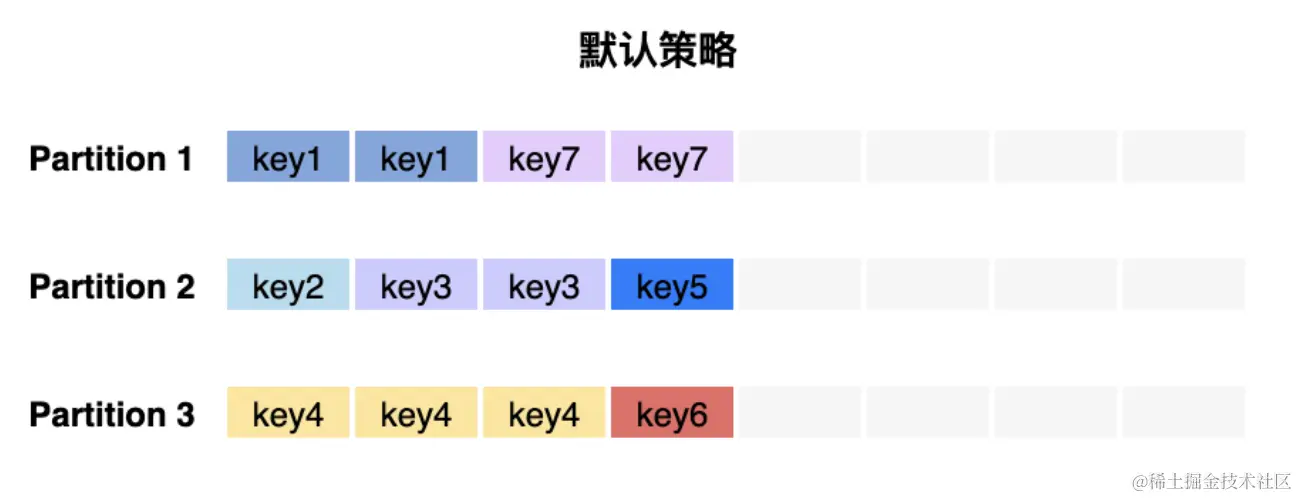 默认策略
Partition 1 key1 key1 key7 key7
Partition 2 key2 key3 key3 key5
Partition 3 key4 key4 key4 key6
@稀土掘金技术社区